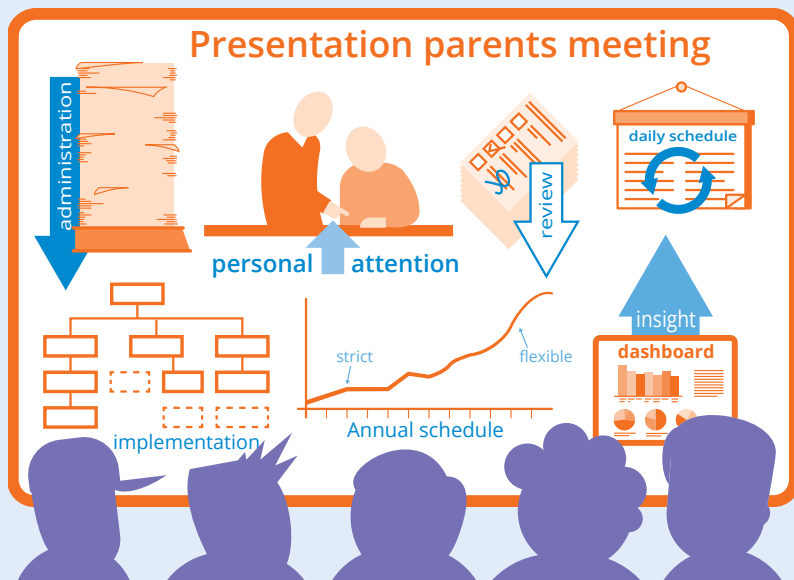 Presentation parents meeting
administration
personal attention
review
daily schedule
insight
dashboard
strict
flexible
implementation
Annual schedule